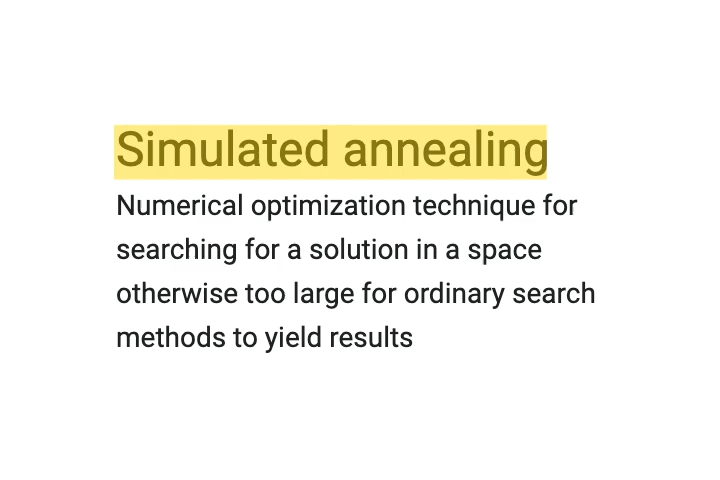 Simulated annealing
Numerical optimization technique for
searching for a solution in a space
otherwise too large for ordinary search
methods to yield results